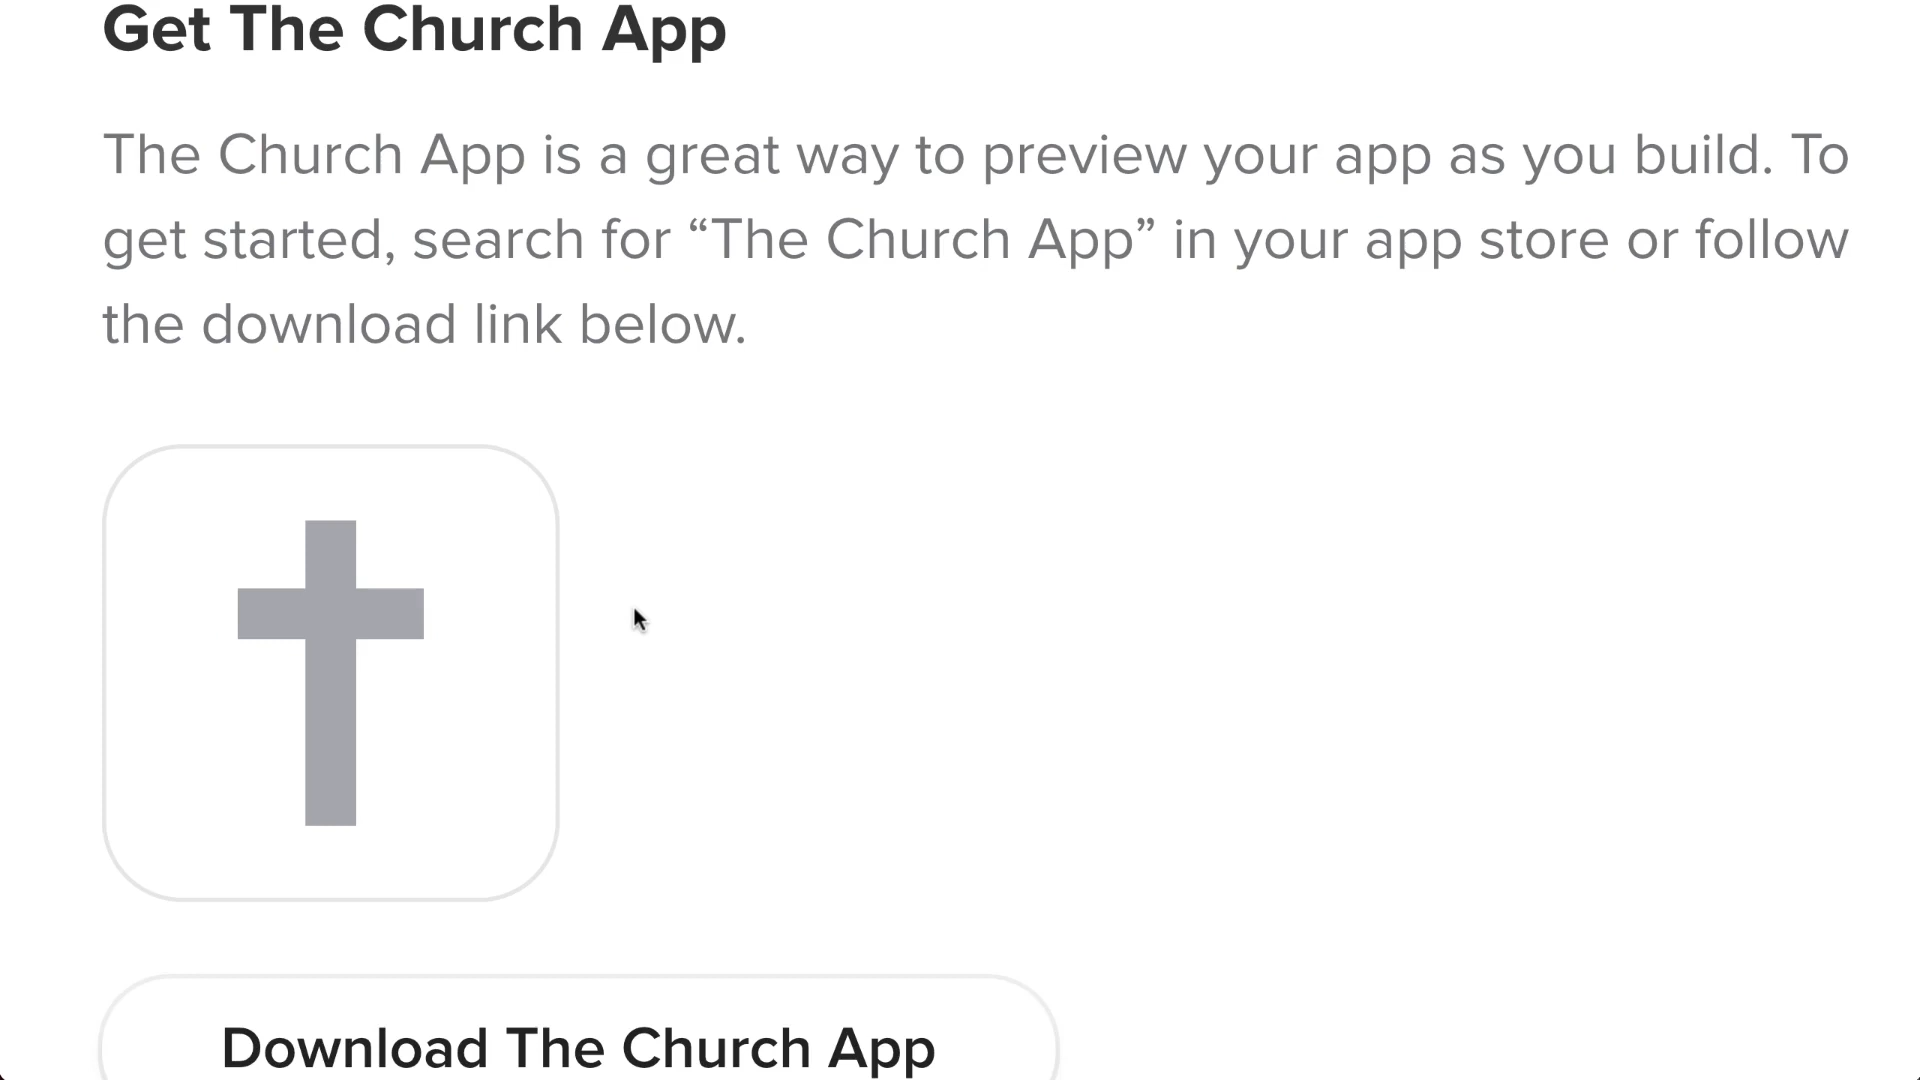 Get The Church App
The Church App is a great way to preview your app as you build. To
get started, search for “The Church App” in your app store or follow
the download link below.
Download The Church App